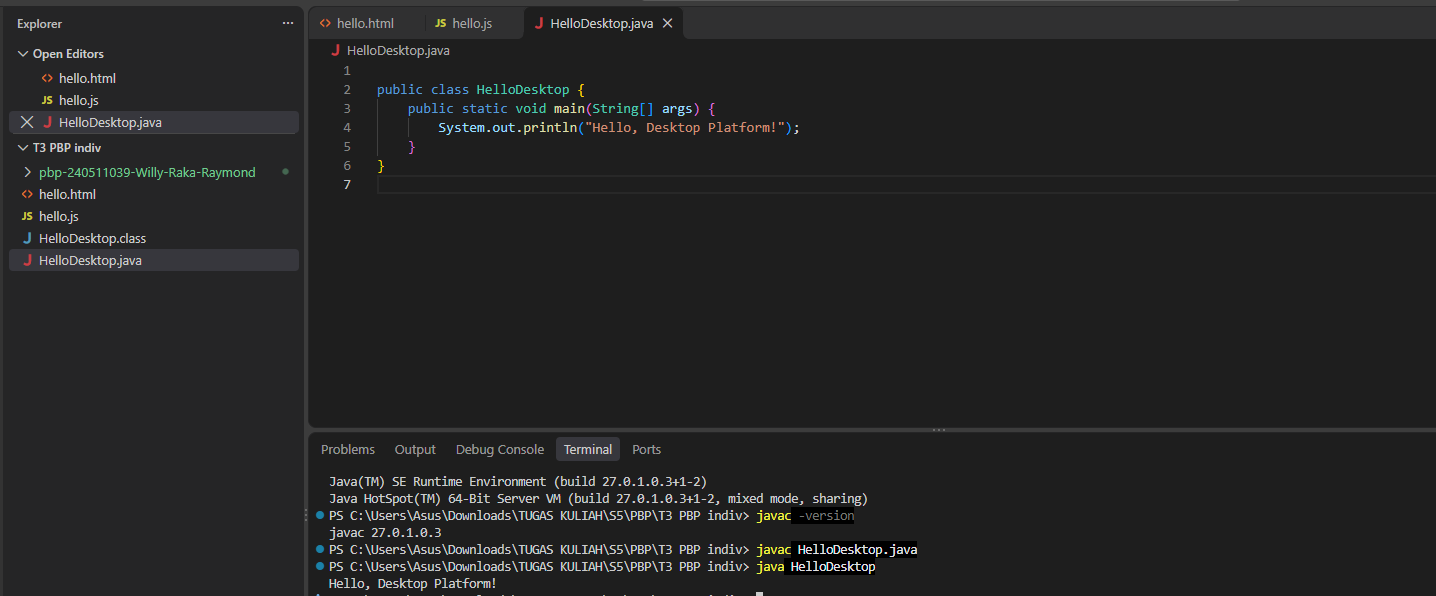 Explorer
Open Editors
hello.html
JS hello.js
HelloDesktop.java
T3 PBP indiv
pbp-240511039-Willy-Raka-Raymond
hello.html
JS hello.js
J HelloDesktop.class
J HelloDesktop.java
hello.html
JS hello.js
J HelloDesktop.java
J HelloDesktop.java
1
2 public class HelloDesktop {
3 public static void main(String[] args) {
4 System.out.println("Hello, Desktop Platform!");
5 }
6 }
7
Problems Output Debug Console Terminal Ports
Java(TM) SE Runtime Environment (build 27.0.1.0.3+1-2)
Java HotSpot(TM) 64-Bit Server VM (build 27.0.1.0.3+1-2, mixed mode, sharing)
PS C:\Users\Asus\Downloads\TUGAS KULIAH\S5\PBP\T3 PBP indiv> javac -version
javac 27.0.1.0.3
PS C:\Users\Asus\Downloads\TUGAS KULIAH\S5\PBP\T3 PBP indiv> javac HelloDesktop.java
PS C:\Users\Asus\Downloads\TUGAS KULIAH\S5\PBP\T3 PBP indiv> java HelloDesktop
Hello, Desktop Platform!